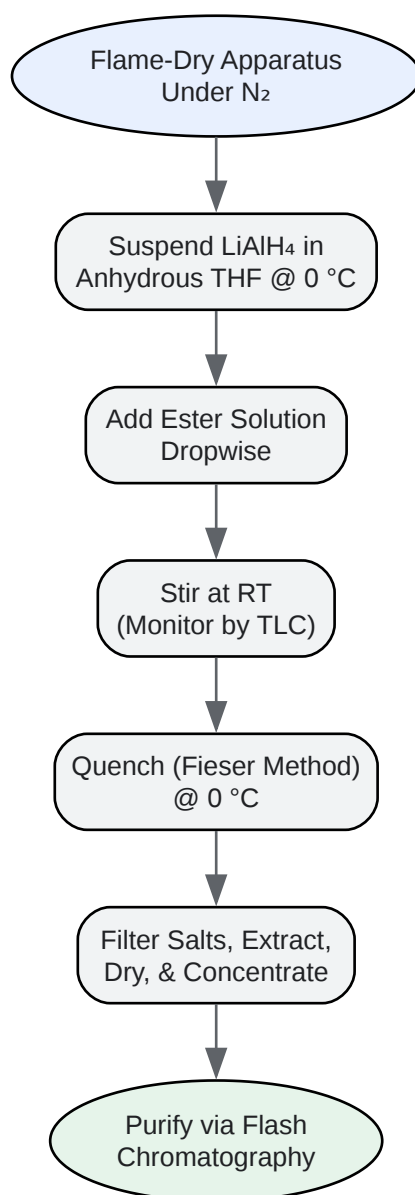 Flame-Dry Apparatus
Under N₂
Suspend LiAlH₄ in
Anhydrous THF @ 0 °C
Add Ester Solution
Dropwise
Stir at RT
(Monitor by TLC)
Quench (Fieser Method)
@ 0 °C
Filter Salts, Extract,
Dry, & Concentrate
Purify via Flash
Chromatography